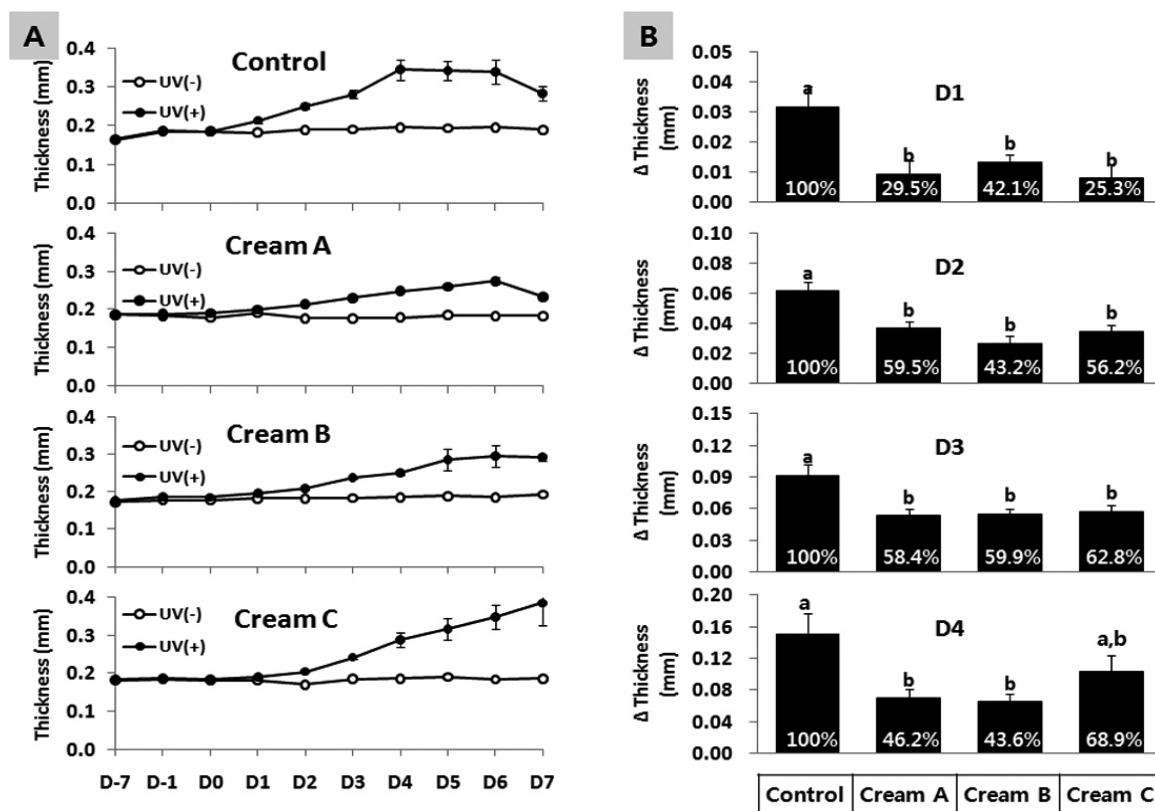 A
Thickness (mm)
0.4
0.3
0.2
0.1
0.0
Control
UV(-)
UV(+)
Thickness (mm)
0.4
0.3
0.2
0.1
0.0
Cream A
UV(-)
UV(+)
Thickness (mm)
0.4
0.3
0.2
0.1
0.0
Cream B
UV(-)
UV(+)
Thickness (mm)
0.4
0.3
0.2
0.1
0.0
Cream C
UV(-)
UV(+)
D-7 D-1 D0 D1 D2 D3 D4 D5 D6 D7
B
Δ Thickness
(mm)
0.05
0.04
0.03
0.02
0.01
0.00
D1
a b b b
100% 29.5% 42.1% 25.3%
Δ Thickness
(mm)
0.10
0.08
0.06
0.04
0.02
0.00
D2
a b b b
100% 59.5% 43.2% 56.2%
Δ Thickness
(mm)
0.15
0.12
0.09
0.06
0.03
0.00
D3
a b b b
100% 58.4% 59.9% 62.8%
Δ Thickness
(mm)
0.20
0.16
0.12
0.08
0.04
0.00
D4
a b b a,b
100% 46.2% 43.6% 68.9%
Control Cream A Cream B Cream C